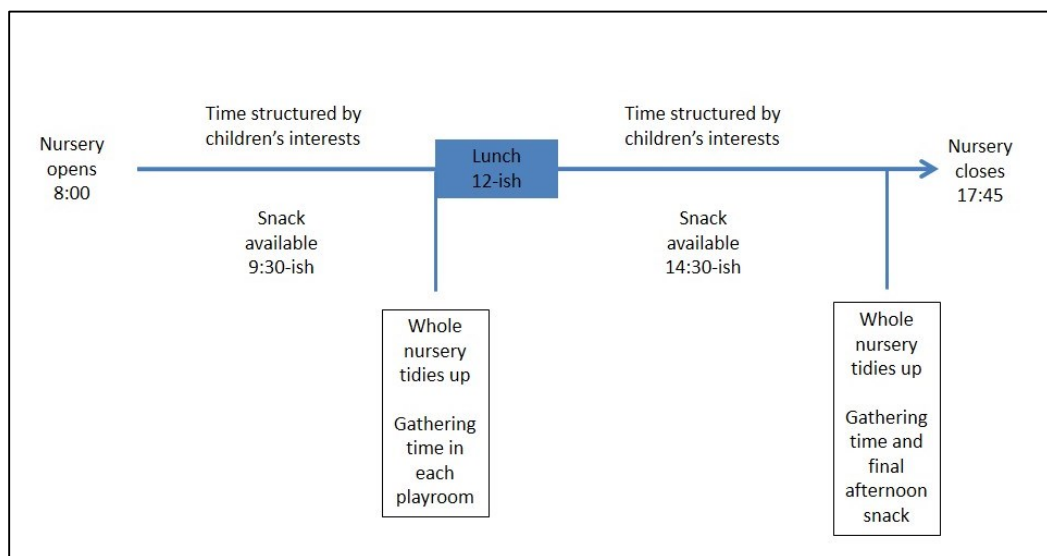 Nursery
opens
8:00
Time structured by
children's interests
Snack
available
9:30-ish
Lunch
12-ish
Whole
nursery
tidies up
Gathering
time in
each
playroom
Time structured by
children's interests
Snack
available
14:30-ish
Whole
nursery
tidies up
Gathering
time and
final
afternoon
snack
Nursery
closes
17:45